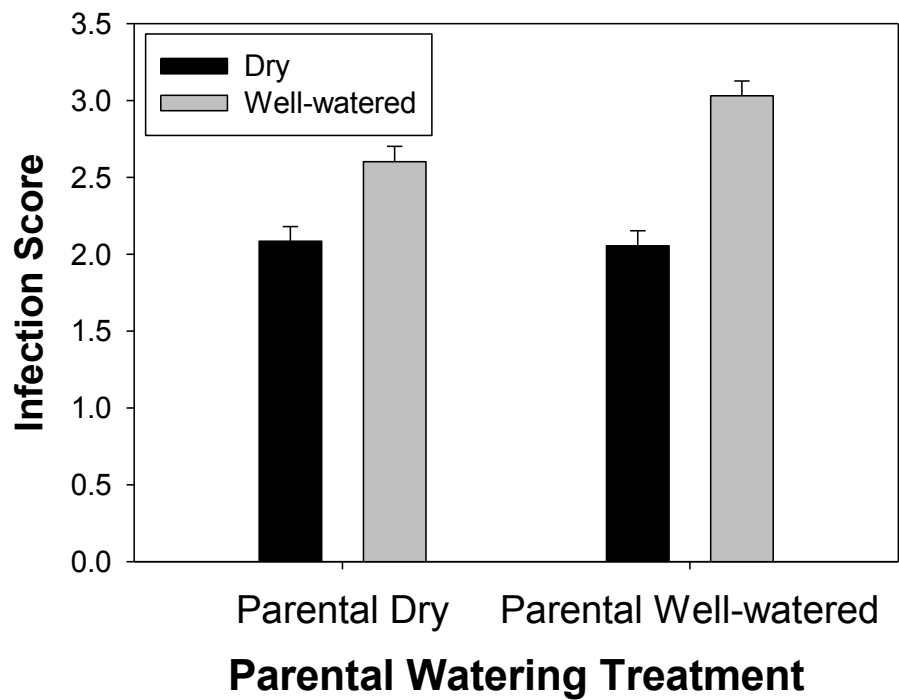 3.5
3.0
2.5
2.0
1.5
1.0
0.5
0.0
Infection Score
Dry
Well-watered
Parental Dry
Parental Well-watered
Parental Watering Treatment